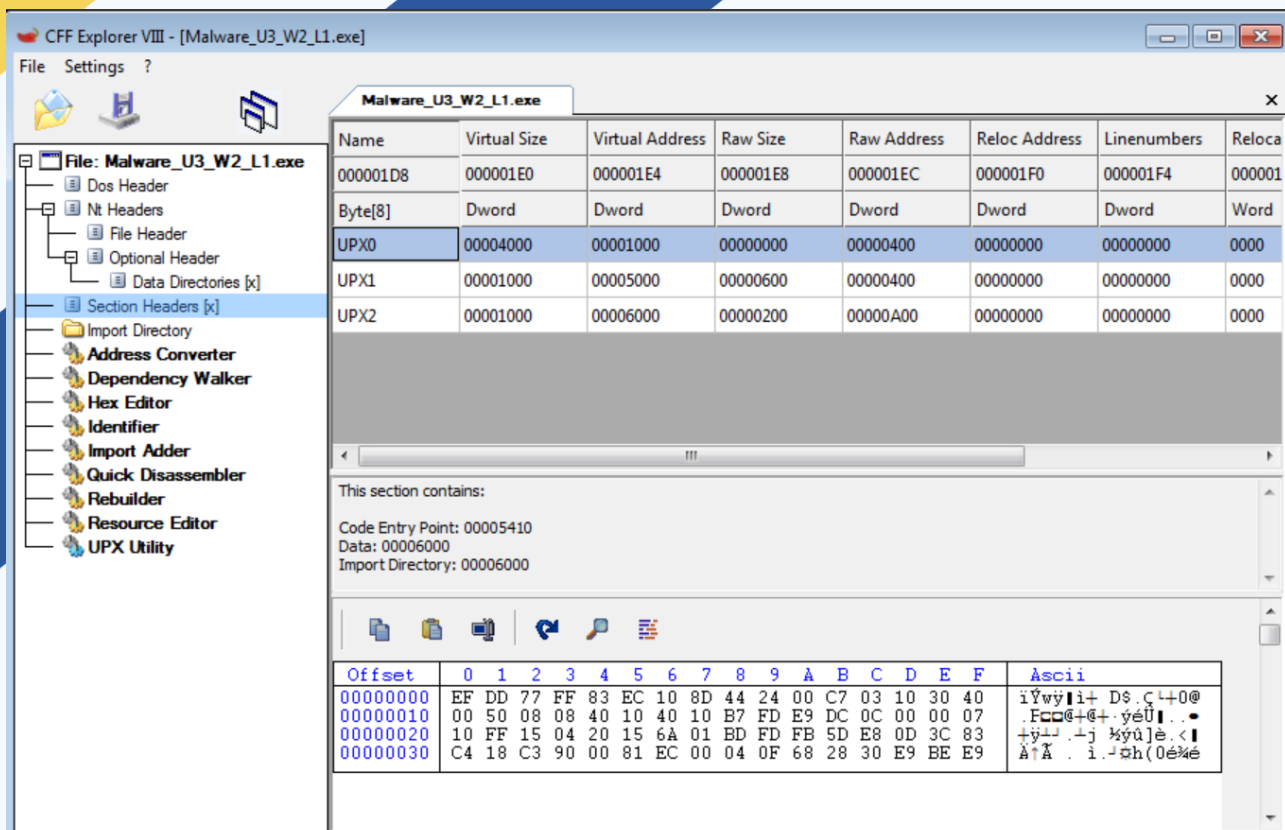 CFF Explorer VIII - [Malware_U3_W2_L1.exe]
File Settings ?
Malware_U3_W2_L1.exe
File: Malware_U3_W2_L1.exe
Dos Header
Nt Headers
File Header
Optional Header
Data Directories [x]
Section Headers [x]
Import Directory
Address Converter
Dependency Walker
Hex Editor
Identifier
Import Adder
Quick Disassembler
Rebuilder
Resource Editor
UPX Utility
Name Virtual Size Virtual Address Raw Size Raw Address Reloc Address Linenumbers Reloca
000001D8 000001E0 000001E4 000001E8 000001EC 000001F0 000001F4 000001
Byte[8] Dword Dword Dword Dword Dword Dword Word
UPX0 00004000 00001000 00000000 00000400 00000000 00000000 0000
UPX1 00001000 00005000 00000600 00000400 00000000 00000000 0000
UPX2 00001000 00006000 00000200 00000A00 00000000 00000000 0000
This section contains:
Code Entry Point: 00005410
Data: 00006000
Import Directory: 00006000
Offset 0 1 2 3 4 5 6 7 8 9 A B C D E F Ascii
00000000 EF DD 77 FF 83 EC 10 8D 44 24 00 C7 03 10 30 40
00000010 00 50 08 08 40 10 40 10 B7 FD E9 DC 0C 00 00 07
00000020 10 FF 15 04 20 15 6A 01 BD FD FB 5D E8 0D 3C 83
00000030 C4 18 C3 90 00 81 EC 00 04 0F 68 28 30 E9 BE E9